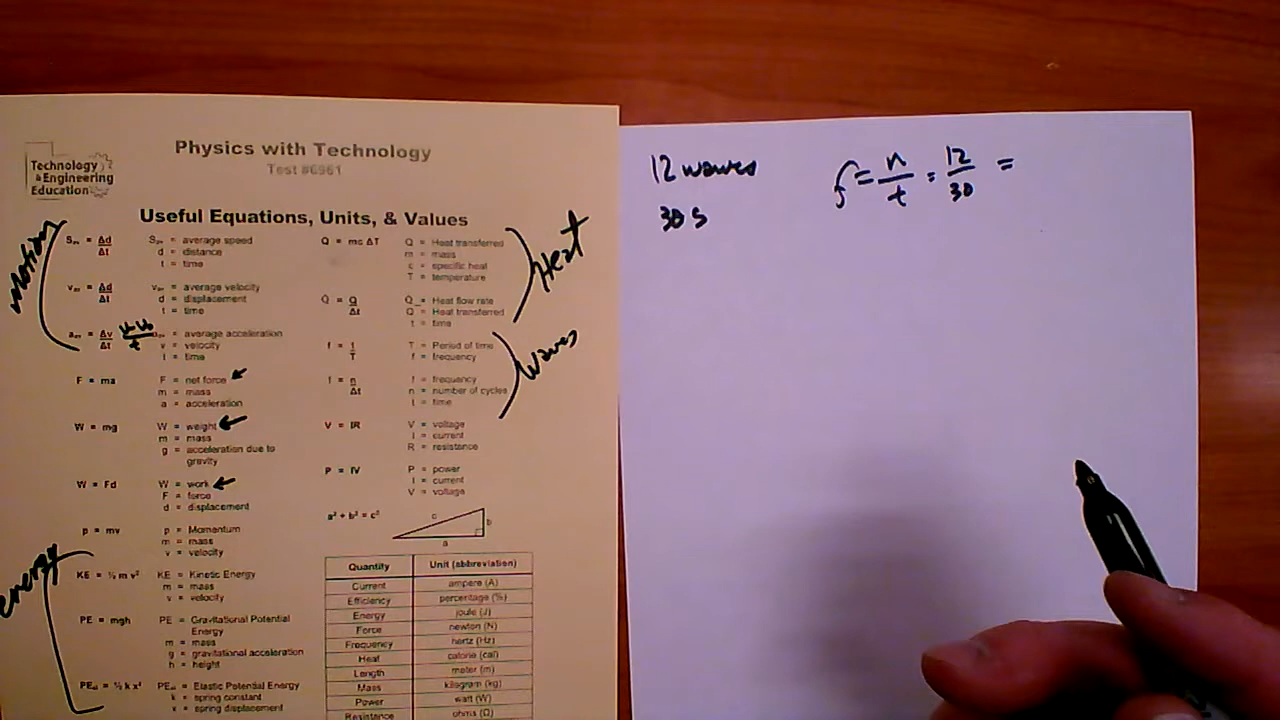 Physics with Technology
Test #6961
Technology
& Engineering
Education
Useful Equations, Units, & Values
Motion
Sav = Δd
Δt
Sav = average speed
d = distance
t = time
vav = Δd
Δt
vav = average velocity
d = displacement
t = time
aav = Δv
Δt
v-v₀
t
aav = average acceleration
v = velocity
t = time
F = ma
F = net force
m = mass
a = acceleration
W = mg
W = weight
m = mass
g = acceleration due to
gravity
W = Fd
W = work
F = force
d = displacement
p = mv
p = Momentum
m = mass
v = velocity
energy
KE = ½ m v²
KE = Kinetic Energy
m = mass
v = velocity
PE = mgh
PE = Gravitational Potential
Energy
m = mass
g = gravitational acceleration
h = height
PEel = ½ k x²
PEel = Elastic Potential Energy
k = spring constant
x = spring displacement
Q = mc ΔT
Q = Heat transferred
m = mass
c = specific heat
T = temperature
Q = Q
Δt
Q = Heat flow rate
Q = Heat transferred
t = time
Heat
f = 1
T
T = Period of time
f = frequency
f = n
Δt
f = frequency
n = number of cycles
t = time
Waves
V = IR
V = voltage
I = current
R = resistance
P = IV
P = power
I = current
V = voltage
a² + b² = c²
c
b
a
Quantity Unit (abbreviation)
Current ampere (A)
Efficiency percentage (%)
Energy joule (J)
Force newton (N)
Frequency hertz (Hz)
Heat calorie (cal)
Length meter (m)
Mass kilogram (kg)
Power watt (W)
Resistance ohms (Ω)
12 waves
30 s
f = n/t = 12/30 =